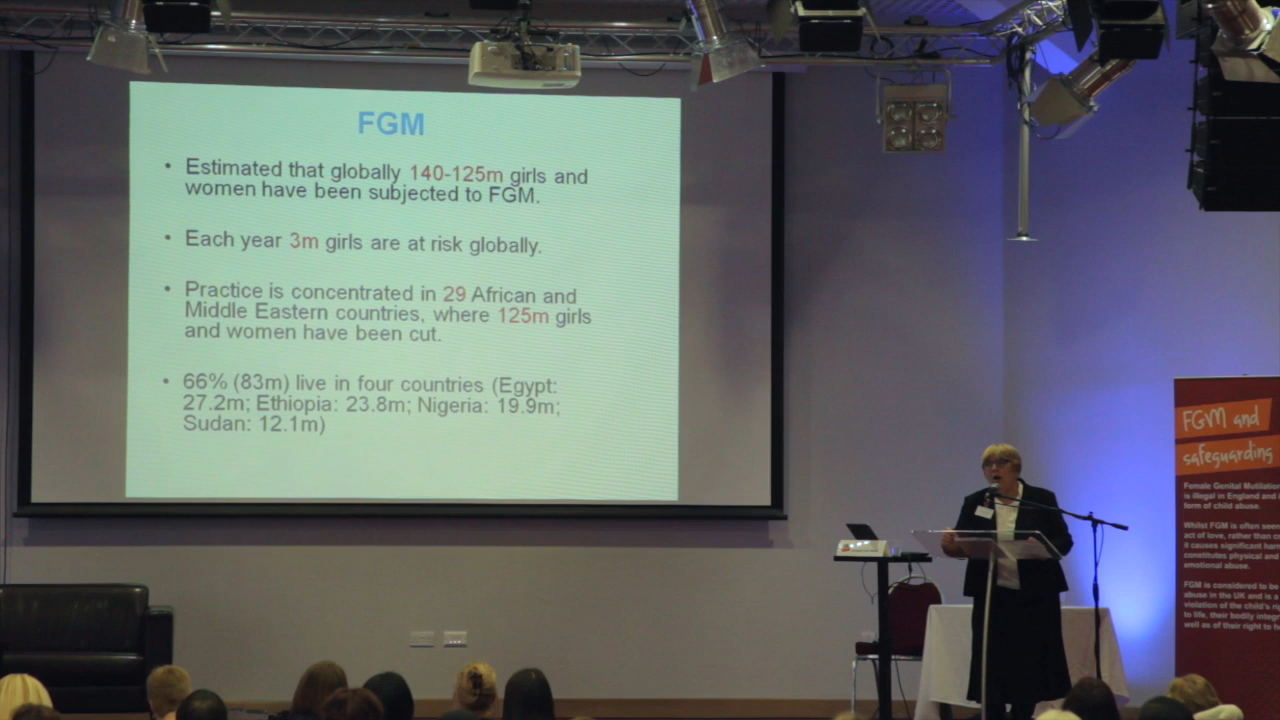 FGM
• Estimated that globally 140-125m girls and
women have been subjected to FGM.
• Each year 3m girls are at risk globally.
• Practice is concentrated in 29 African and
Middle Eastern countries, where 125m girls
and women have been cut.
• 66% (83m) live in four countries (Egypt:
27.2m; Ethiopia: 23.8m; Nigeria: 19.9m;
Sudan: 12.1m)
FGM and
safeguarding
Female Genital Mutilation
is illegal in England and
form of child abuse.
Whilst FGM is often seen
act of love, rather than
it causes significant harm
constitutes physical and
emotional abuse.
FGM is considered to be
abuse in the UK and is a
violation of the child's
to life, their bodily
well as of their right to